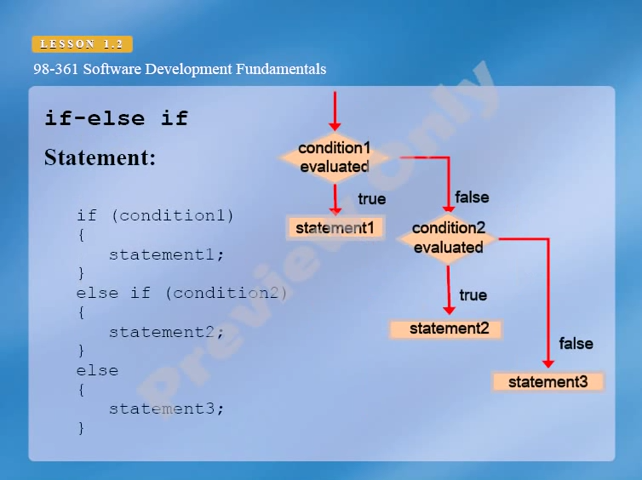 LESSON 1.2
98-361 Software Development Fundamentals
if-else if
Statement:
if (condition1)
{
statement1;
}
else if (condition2)
{
statement2;
}
else
{
statement3;
}
condition1
evaluated
true
false
statement1
condition2
evaluated
true
false
statement2
statement3
Preview Only